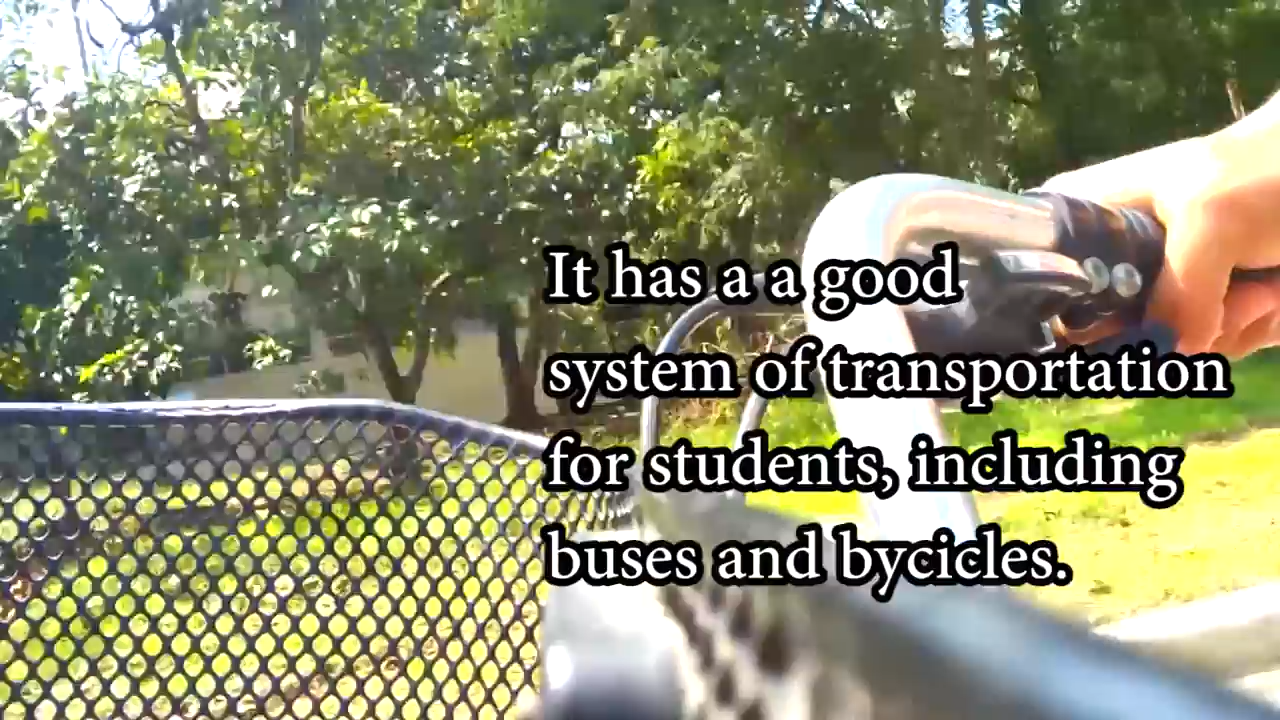 It has a a good
system of transportation
for students, including
buses and bycicles.